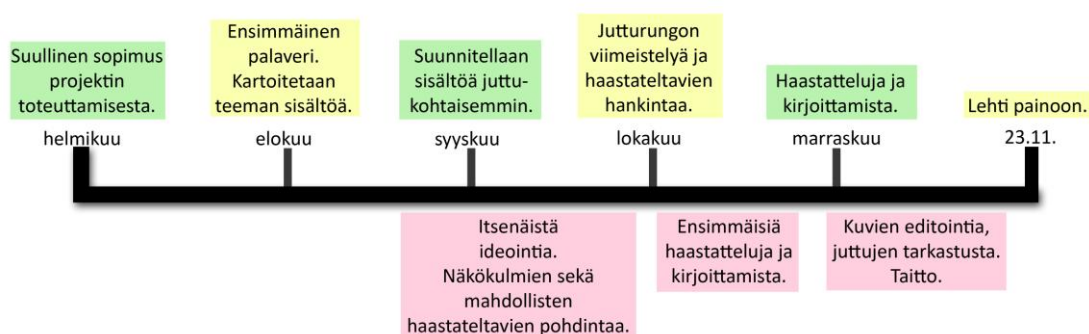 Suullinen sopimus
projektin
toteuttamisesta.
helmikuu
Ensimmäinen
palaveri.
Kartoitetaan
teeman sisältöä.
elokuu
Suunnitellaan
sisältöä juttu-
kohtaisemmin.
syyskuu
Jutturungon
viimeistelyä ja
haastateltavien
hankintaa.
lokakuu
Haastatteluja ja
kirjoittamista.
marraskuu
Lehti painoon.
23.11.
Itsenäistä
ideointia.
Näkökulmien sekä
mahdollisten
haastateltavien pohdintaa.
Ensimmäisiä
haastatteluja ja
kirjoittamista.
Kuvien editointia,
juttujen tarkastusta.
Taitto.